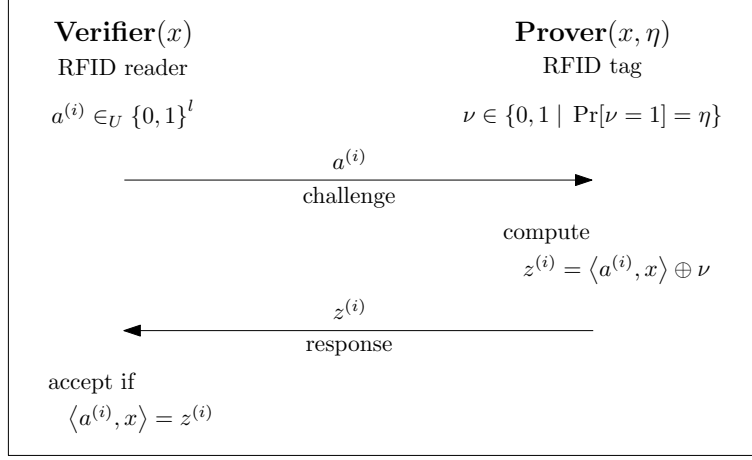 Verifier(x)
RFID reader
a^{(i)} ∈_U {0, 1}^l
Prover(x, η)
RFID tag
ν ∈ {0, 1 | Pr[ν = 1] = η}
a^{(i)}
challenge
compute
z^{(i)} = ⟨a^{(i)}, x⟩ ⊕ ν
z^{(i)}
response
accept if
⟨a^{(i)}, x⟩ = z^{(i)}